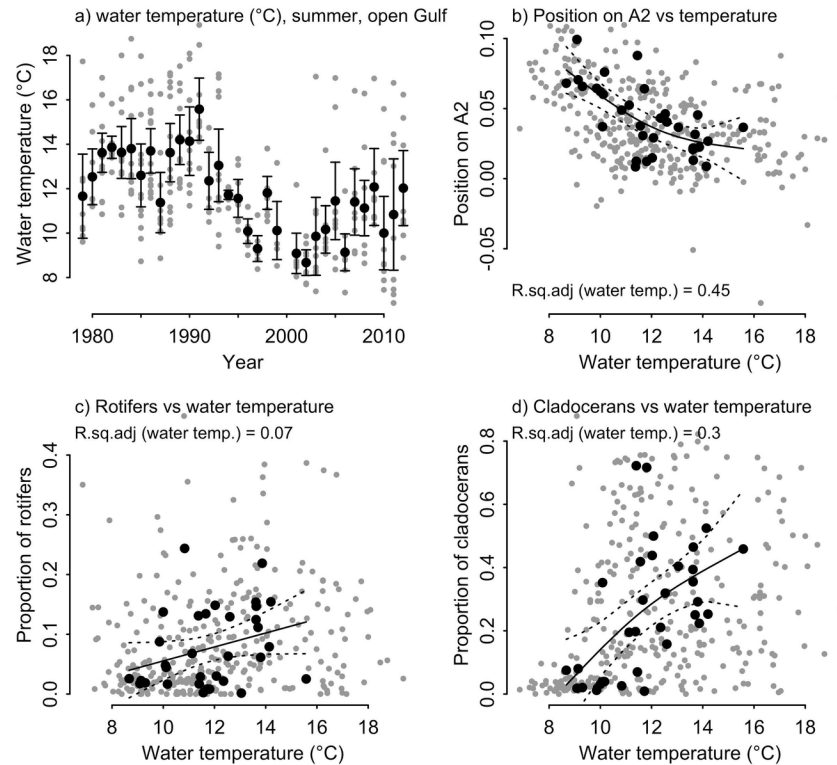 a) water temperature (°C), summer, open Gulf
18
16
14
12
10
8
Water temperature (°C)
1980
1990
2000
2010
Year
b) Position on A2 vs temperature
0.10
0.05
0.00
-0.05
Position on A2
R.sq.adj (water temp.) = 0.45
8
10
12
14
16
18
Water temperature (°C)
c) Rotifers vs water temperature
R.sq.adj (water temp.) = 0.07
0.4
0.3
0.2
0.1
0.0
Proportion of rotifers
8
10
12
14
16
18
Water temperature (°C)
d) Cladocerans vs water temperature
R.sq.adj (water temp.) = 0.3
0.8
0.6
0.4
0.2
0.0
Proportion of cladocerans
8
10
12
14
16
18
Water temperature (°C)